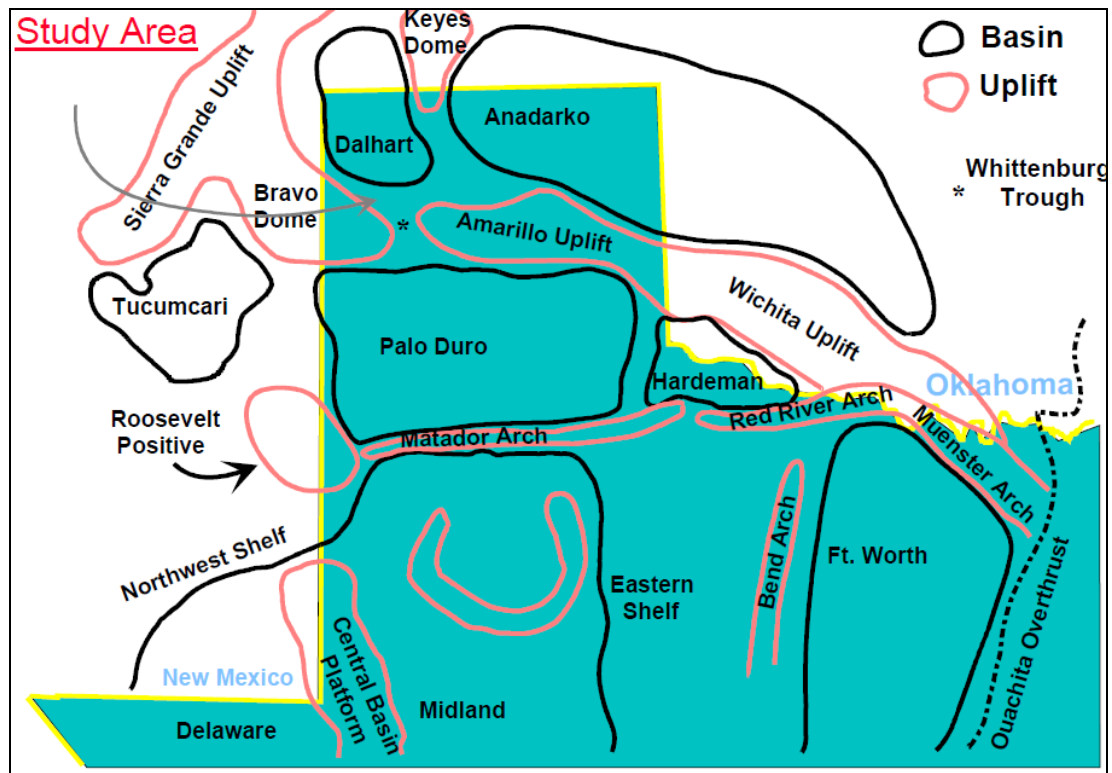 Study Area
Keyes
Dome
Basin
Uplift
Whittenburg
* Trough
Sierra Grande Uplift
Dalhart
Anadarko
Bravo
Dome
*
Amarillo Uplift
Tucumcari
Wichita Uplift
Palo Duro
Hardeman
Oklahoma
Roosevelt
Positive
Matador Arch
Red River Arch
Muenster Arch
Northwest Shelf
Bend Arch
Ft. Worth
Eastern
Shelf
Ouachita Overthrust
New Mexico
Central Basin
Platform
Midland
Delaware